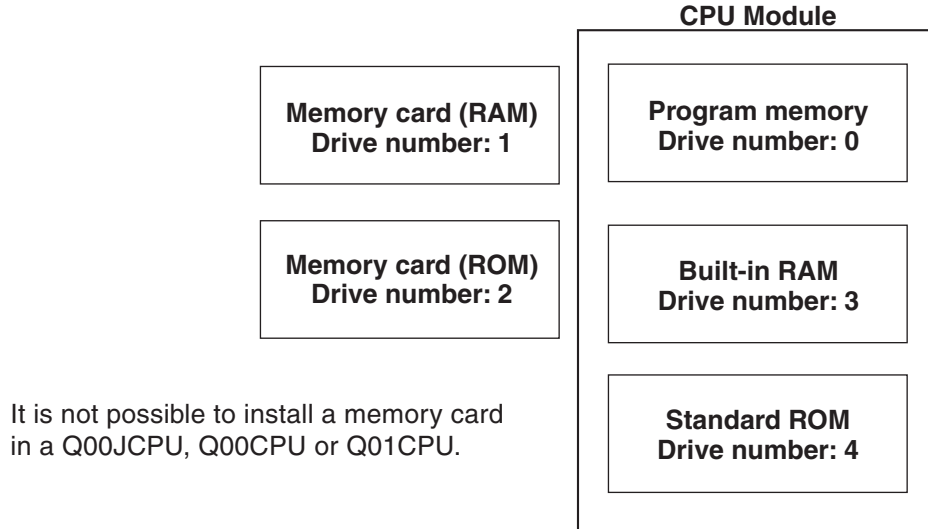 CPU Module
Memory card (RAM)
Drive number: 1
Program memory
Drive number: 0
Memory card (ROM)
Drive number: 2
Built-in RAM
Drive number: 3
It is not possible to install a memory card
in a Q00JCPU, Q00CPU or Q01CPU.
Standard ROM
Drive number: 4